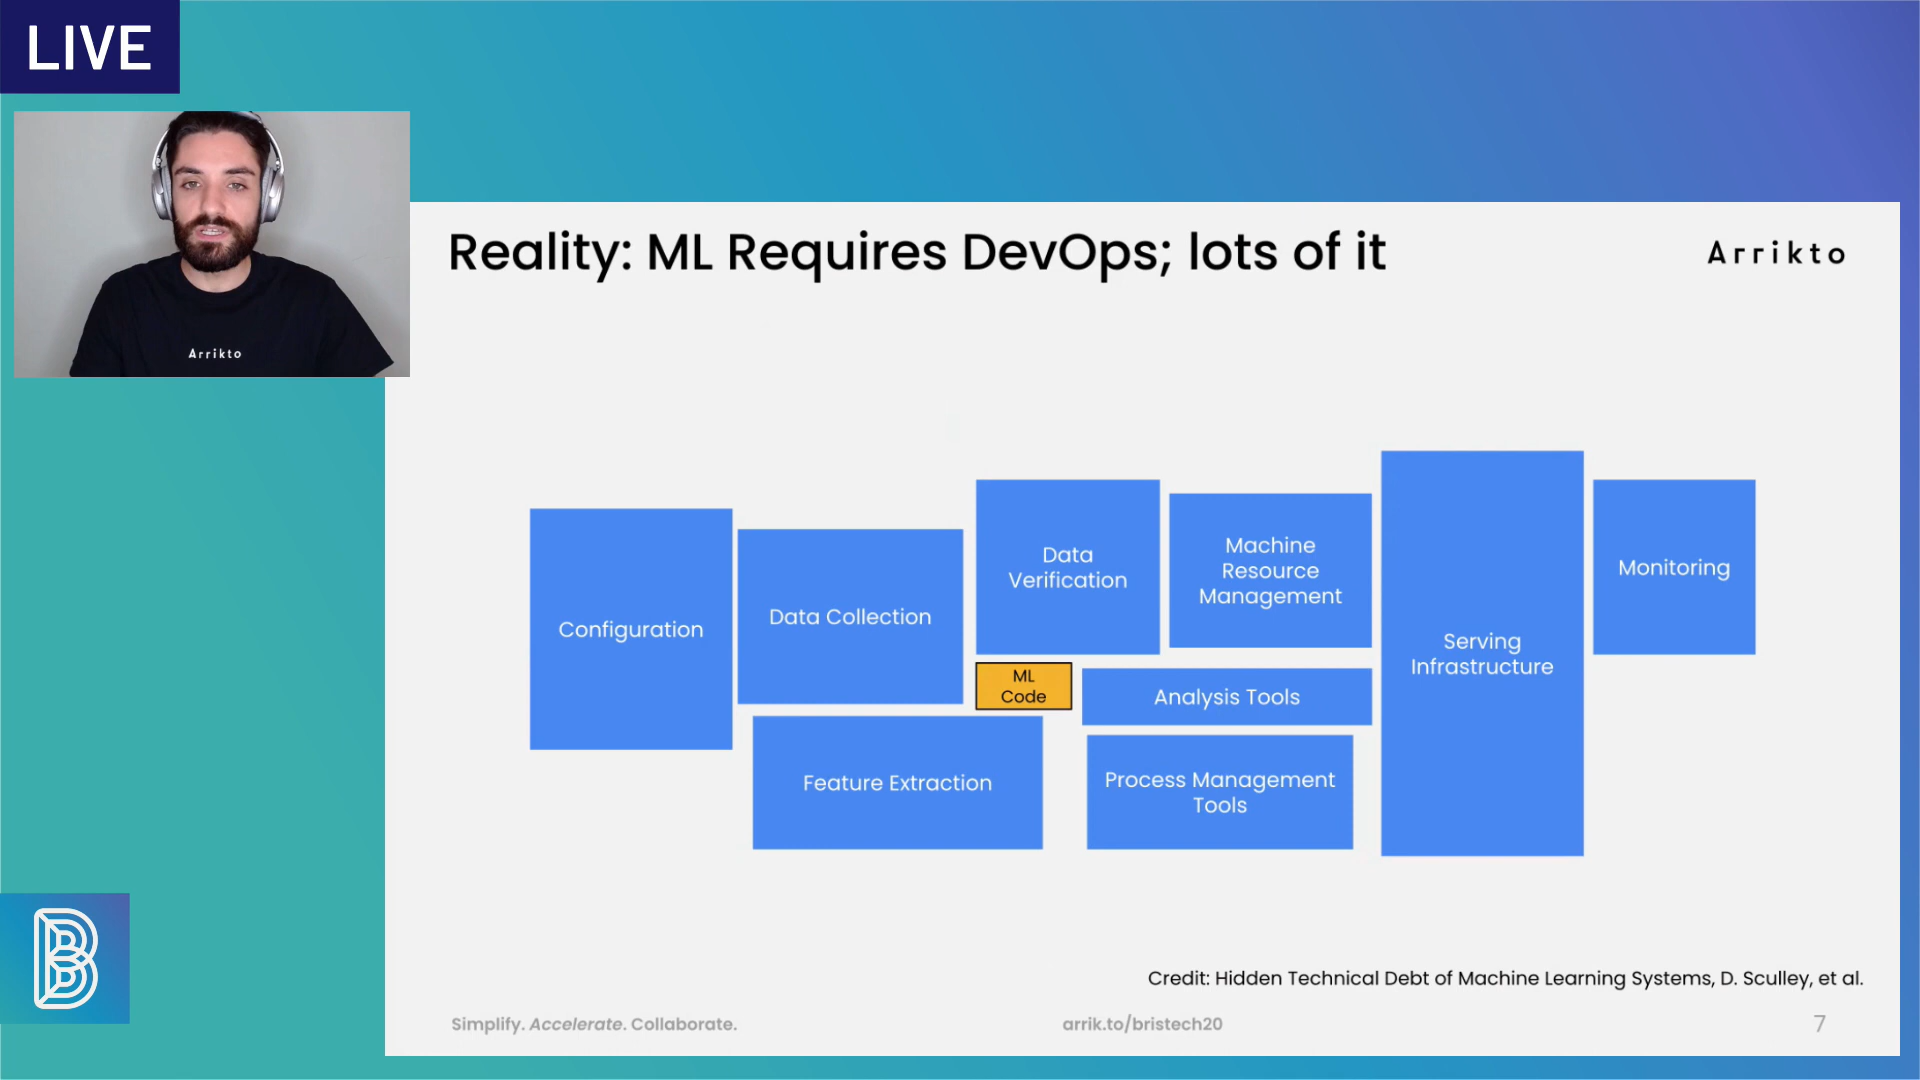 LIVE
Arrikto
Reality: ML Requires DevOps; lots of it
Arrikto
Configuration
Data Collection
Data
Verification
Machine
Resource
Management
Serving
Infrastructure
Monitoring
ML
Code
Analysis Tools
Feature Extraction
Process Management
Tools
Credit: Hidden Technical Debt of Machine Learning Systems, D. Sculley, et al.
Simplify. Accelerate. Collaborate.
arrik.to/bristech20
7
B